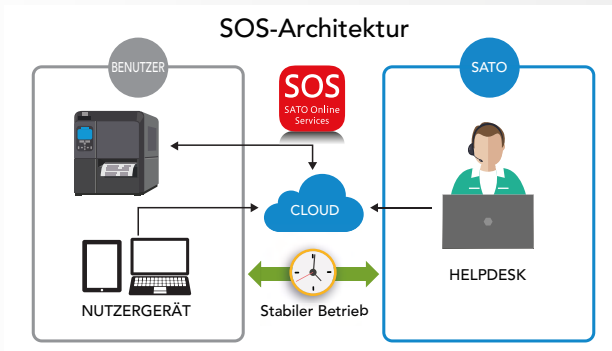 SOS-Architektur
BENUTZER
SATO
SOS
SATO Online
Services
CLOUD
NUTZERGERÄT
Stabiler Betrieb
HELPDESK